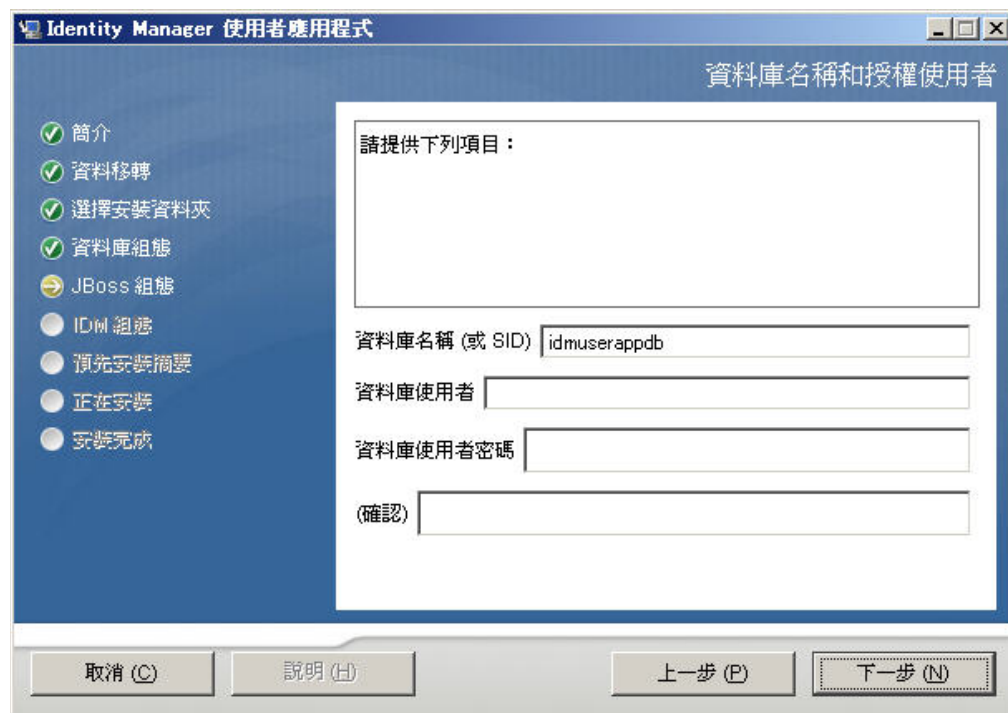 Identity Manager 使用者應用程式
資料庫名稱和授權使用者
簡介
資料移轉
選擇安裝資料夾
資料庫組態
JBoss 組態
IDM 組態
預先安裝摘要
正在安裝
安裝完成
請提供下列項目：
資料庫名稱 (或 SID) idmuserappdb
資料庫使用者
資料庫使用者密碼
(確認)
取消 (C) 說明 (H) 上一步 (P) 下一步 (N)